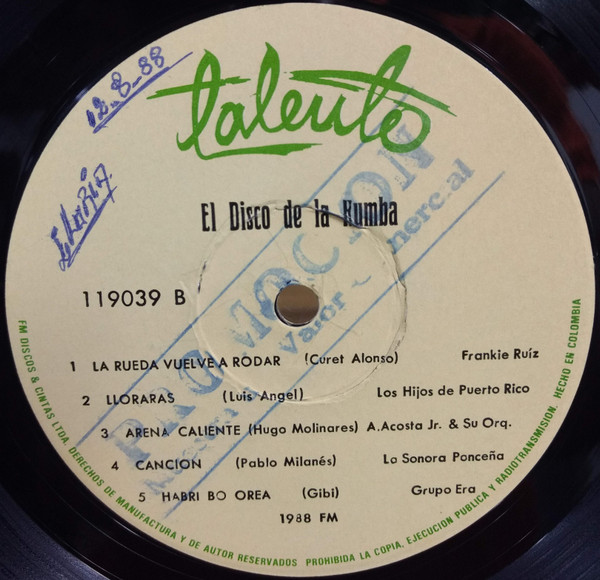 12-8-88
talento
El Disco de la Rumba
PROMOCION
Valor Comercial
119039 B
1 LA RUEDA VUELVE A RODAR (Curet Alonso) Frankie Ruíz
2 LLORARAS (Luis Angel) Los Hijos de Puerto Rico
3 ARENA CALIENTE (Hugo Molinares) A.Acosta Jr. & Su Orq.
4 CANCION (Pablo Milanés) La Sonora Ponceña
5 HABRI BO OREA (Gibi) Grupo Era
1988 FM
FM DISCOS & CINTAS LTDA. DERECHOS DE MANUFACTURA Y DE AUTOR RESERVADOS PROHIBIDA LA COPIA, EJECUCION PUBLICA Y RADIOTRANSMISION. HECHO EN COLOMBIA